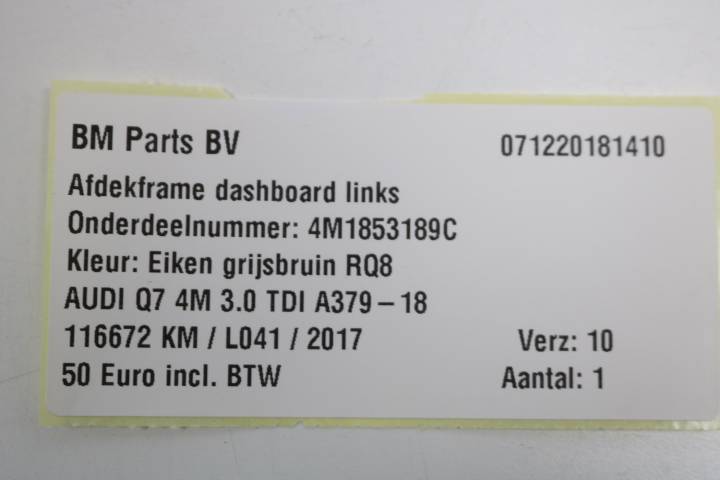 BM Parts BV 071220181410
Afdekframe dashboard links
Onderdeelnummer: 4M1853189C
Kleur: Eiken grijsbruin RQ8
AUDI Q7 4M 3.0 TDI A379-18
116672 KM / L041 / 2017 Verz: 10
50 Euro incl. BTW Aantal: 1